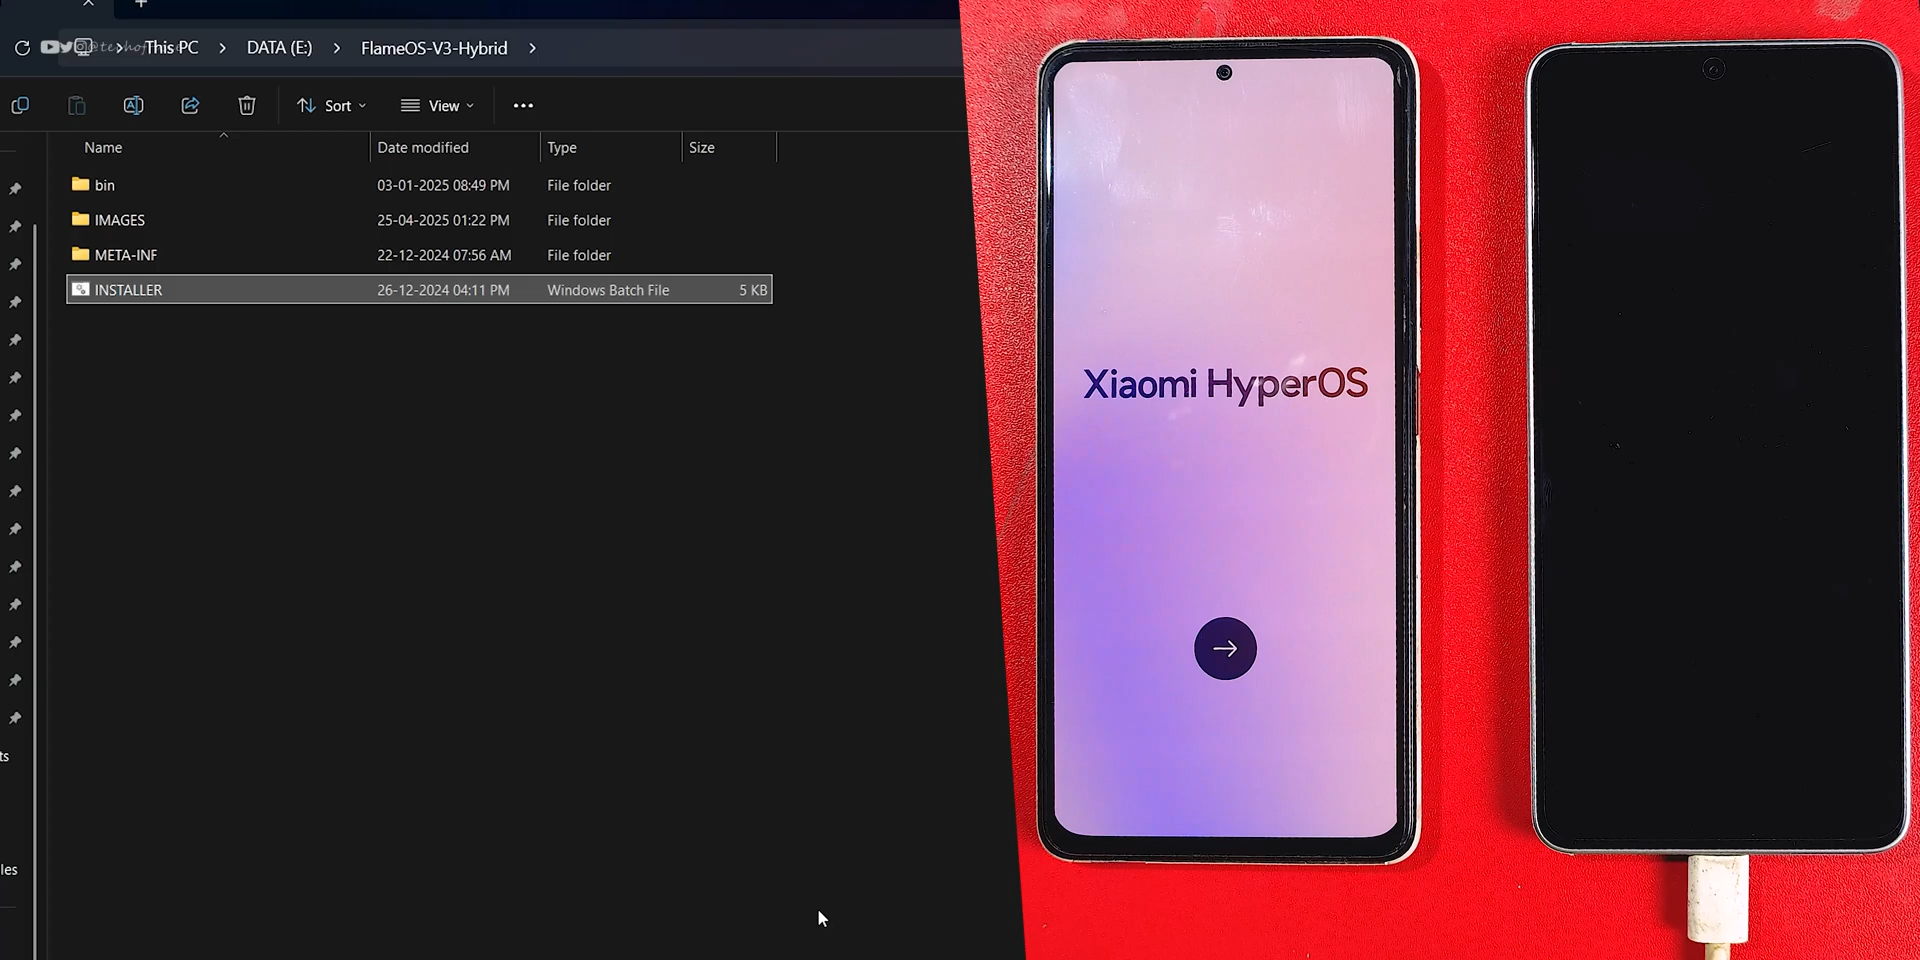 This PC > DATA (E:) > FlameOS-V3-Hybrid >
Sort View
Name Date modified Type Size
bin 03-01-2025 08:49 PM File folder
IMAGES 25-04-2025 01:22 PM File folder
META-INF 22-12-2024 07:56 AM File folder
INSTALLER 26-12-2024 04:11 PM Windows Batch File 5 KB
ts
les
Xiaomi HyperOS